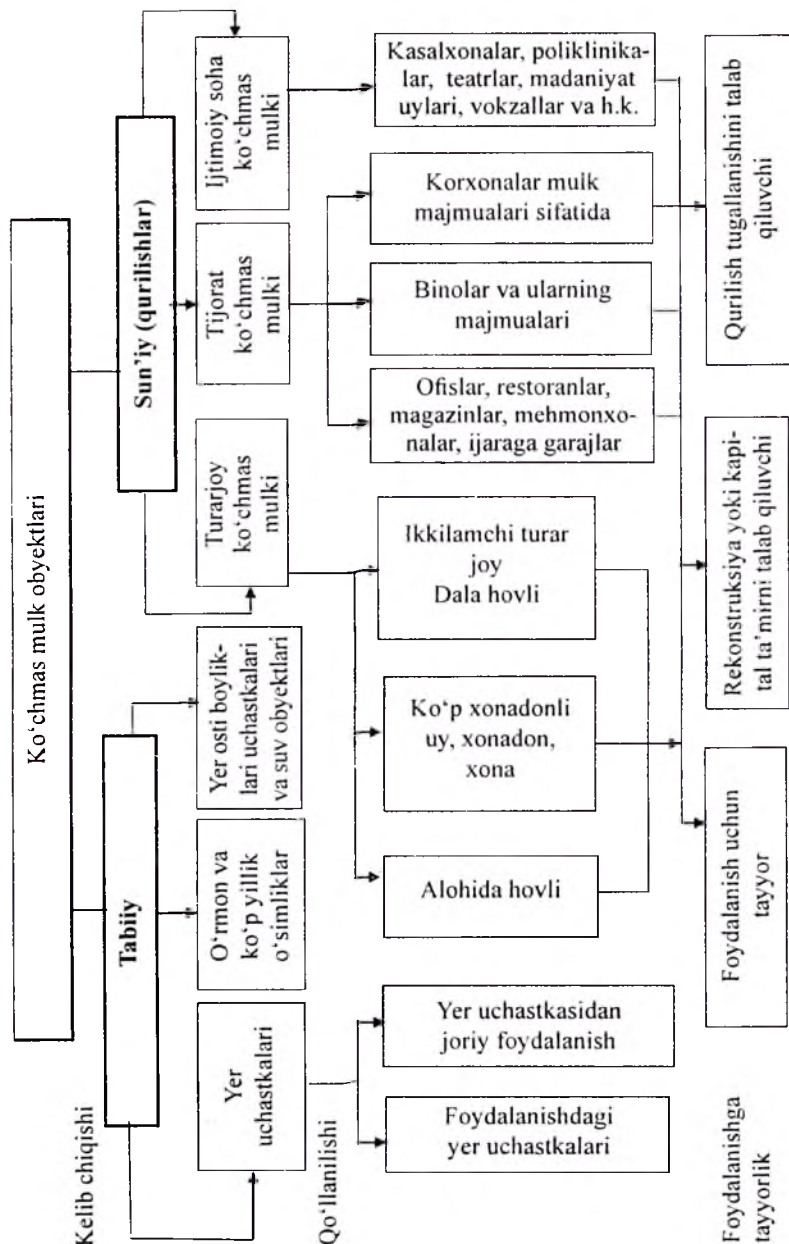 Ko‘chmas mulk obyektlari
Kelib chiqishi
Tabiiy
Sun’iy (qurilishlar)
Yer
uchastkalari
O‘rmon va
ko‘p yillik
o‘simliklar
Yer osti boylik-
lari uchastkalari
va suv obyektlari
Turarjoy
ko‘chmas
mulki
Tijorat
ko‘chmas
mulki
Ijtimoiy soha
ko‘chmas
mulki
Qo‘llanilishi
Foydalanishdagi
yer uchastkalari
Yer uchastkasidan
joriy foydalanish
Alohida hovli
Ko‘p xonadonli
uy, xonadon,
xona
Ikkilamchi turar
joy
Dala hovli
Ofislar, restoranlar,
magazinlar, mehmonxo-
nalar, ijaraga garajlar
Binolar va ularning
majmualari
Korxonalar mulk
majmualari sifatida
Kasalxonalar, poliklinika-
lar, teatrlar, madaniyat
uylari, vokzallar va h.k.
Foydalanishga
tayyorlik
Foydalanish uchun
tayyor
Rekonstruksiya yoki kapi-
tal ta’mirni talab qiluvchi
Qurilish tugallanishini talab
qiluvchi